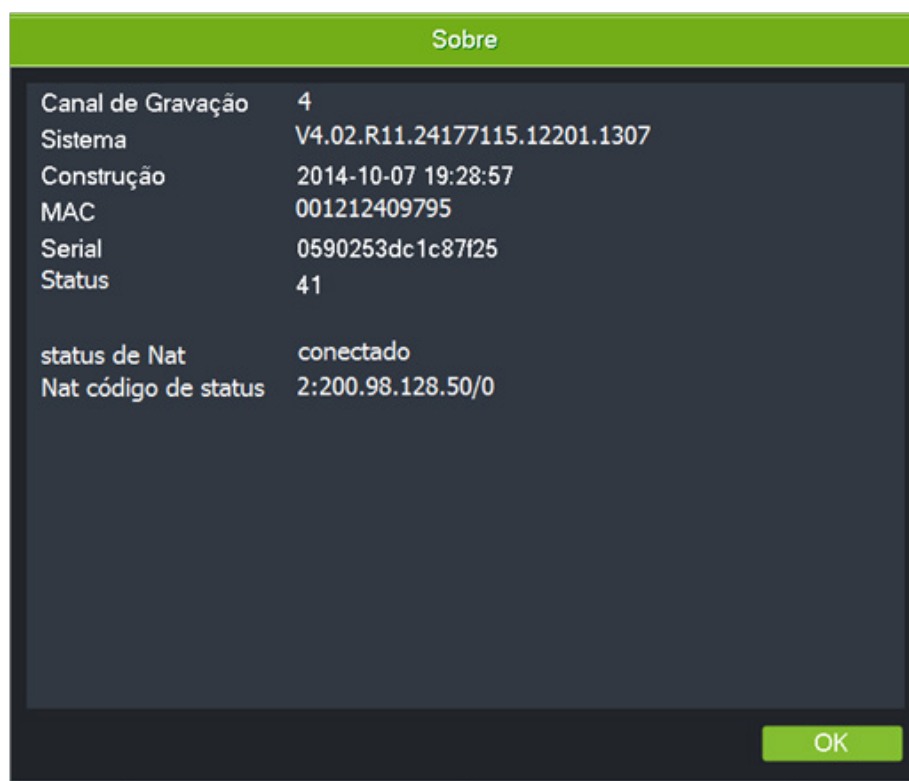 Sobre
Canal de Gravação 4
Sistema V4.02.R11.24177115.12201.1307
Construção 2014-10-07 19:28:57
MAC 001212409795
Serial 0590253dc1c87f25
Status 41
status de Nat conectado
Nat código de status 2:200.98.128.50/0
OK